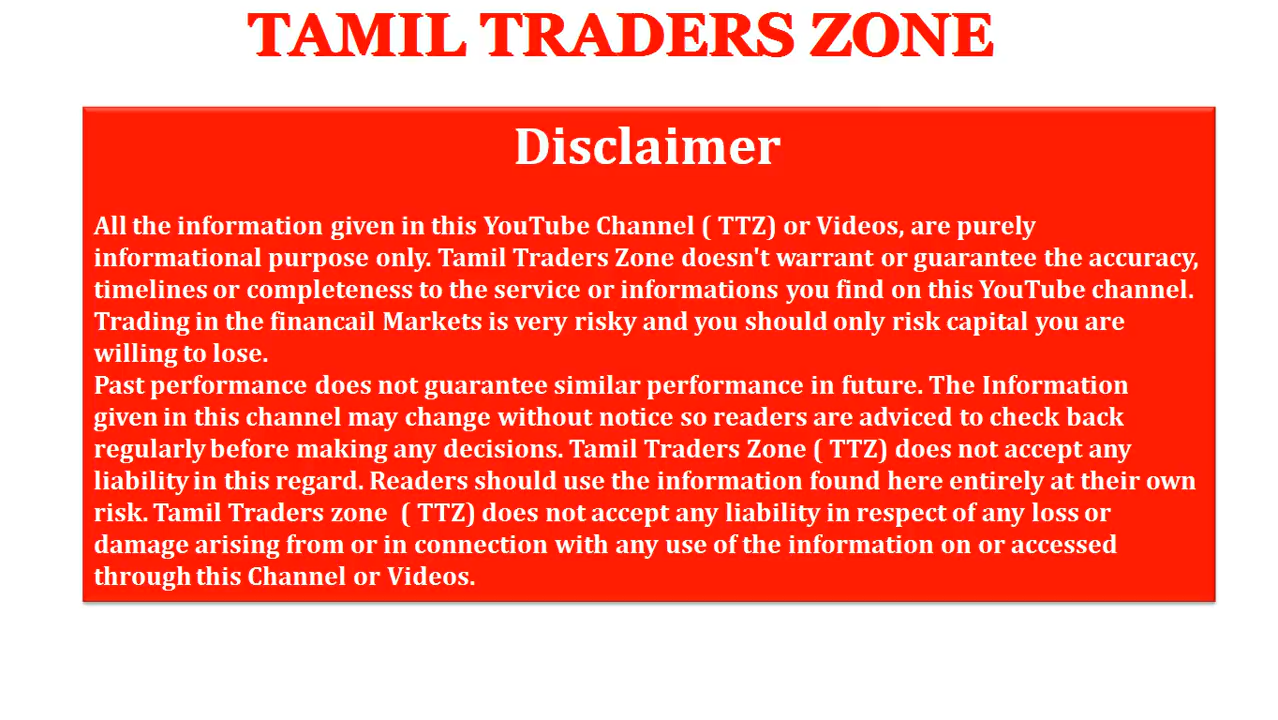 TAMIL TRADERS ZONE
Disclaimer
All the information given in this YouTube Channel ( TTZ) or Videos, are purely
informational purpose only. Tamil Traders Zone doesn't warrant or guarantee the accuracy,
timelines or completeness to the service or informations you find on this YouTube channel.
Trading in the financail Markets is very risky and you should only risk capital you are
willing to lose.
Past performance does not guarantee similar performance in future. The Information
given in this channel may change without notice so readers are adviced to check back
regularly before making any decisions. Tamil Traders Zone ( TTZ) does not accept any
liability in this regard. Readers should use the information found here entirely at their own
risk. Tamil Traders zone  ( TTZ) does not accept any liability in respect of any loss or
damage arising from or in connection with any use of the information on or accessed
through this Channel or Videos.